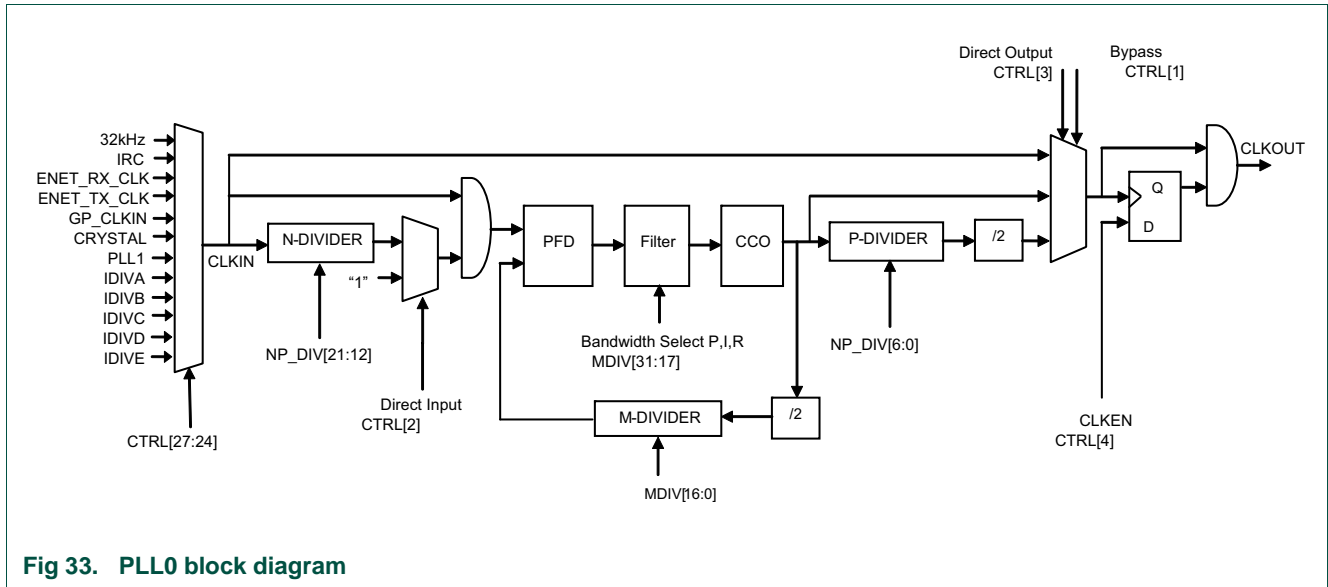 Direct Output
CTRL[3]
Bypass
CTRL[1]
32kHz
IRC
ENET_RX_CLK
ENET_TX_CLK
GP_CLKIN
CRYSTAL
PLL1
IDIVA
IDIVB
IDIVC
IDIVD
IDIVE
CTRL[27:24]
CLKIN
N-DIVIDER
NP_DIV[21:12]
"1"
Direct Input
CTRL[2]
PFD
Filter
Bandwidth Select P,I,R
MDIV[31:17]
CCO
P-DIVIDER
NP_DIV[6:0]
/2
/2
M-DIVIDER
MDIV[16:0]
Q
D
CLKOUT
CLKEN
CTRL[4]
Fig 33. PLL0 block diagram